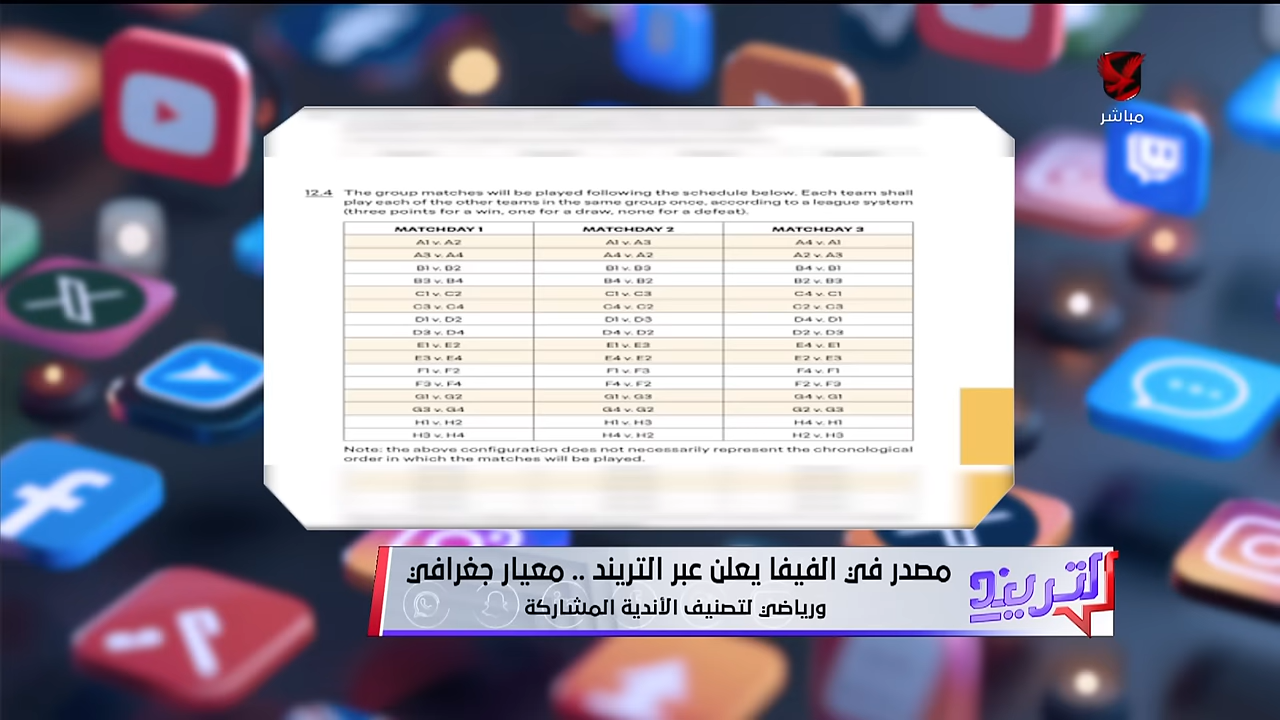 مباشر
12.4 The group matches will be played following the schedule below. Each team shall
play each of the other teams in the same group once, according to a league system
(three points for a win, one for a draw, none for a defeat).
MATCHDAY 1 MATCHDAY 2 MATCHDAY 3
A1 v. A2 A1 v. A3 A4 v. A1
A3 v. A4 A4 v. A2 A2 v. A3
B1 v. B2 B1 v. B3 B4 v. B1
B3 v. B4 B4 v. B2 B2 v. B3
C1 v. C2 C1 v. C3 C4 v. C1
C3 v. C4 C4 v. C2 C2 v. C3
D1 v. D2 D1 v. D3 D4 v. D1
D3 v. D4 D4 v. D2 D2 v. D3
E1 v. E2 E1 v. E3 E4 v. E1
E3 v. E4 E4 v. E2 E2 v. E3
F1 v. F2 F1 v. F3 F4 v. F1
F3 v. F4 F4 v. F2 F2 v. F3
G1 v. G2 G1 v. G3 G4 v. G1
G3 v. G4 G4 v. G2 G2 v. G3
H1 v. H2 H1 v. H3 H4 v. H1
H3 v. H4 H4 v. H2 H2 v. H3
Note: the above configuration does not necessarily represent the chronological
order in which the matches will be played.
التريند
مصدر في الفيفا يعلن عبر التريند .. معيار جغرافي
ورياضي لتصنيف الأندية المشاركة